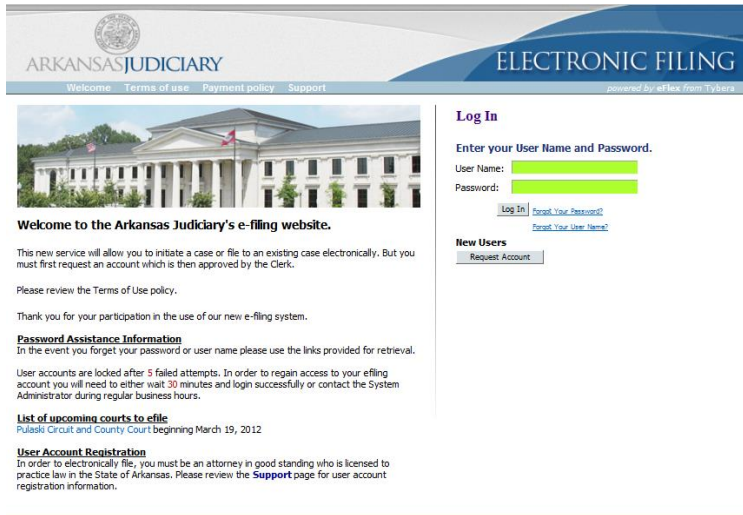 ARKANSASJUDICIARY
ELECTRONIC FILING
Welcome Terms of use Payment policy Support
powered by eFlex from Tybera
Welcome to the Arkansas Judiciary's e-filing website.
This new service will allow you to initiate a case or file to an existing case electronically. But you
must first request an account which is then approved by the Clerk.
Please review the Terms of Use policy.
Thank you for your participation in the use of our new e-filing system.
Password Assistance Information
In the event you forget your password or user name please use the links provided for retrieval.
User accounts are locked after 5 failed attempts. In order to regain access to your efiling
account you will need to either wait 30 minutes and login successfully or contact the System
Administrator during regular business hours.
List of upcoming courts to efile
Pulaski Circuit and County Court beginning March 19, 2012
User Account Registration
In order to electronically file, you must be an attorney in good standing who is licensed to
practice law in the State of Arkansas. Please review the Support page for user account
registration information.
Log In
Enter your User Name and Password.
User Name:
Password:
Log In Forgot Your Password?
Forgot Your User Name?
New Users
Request Account